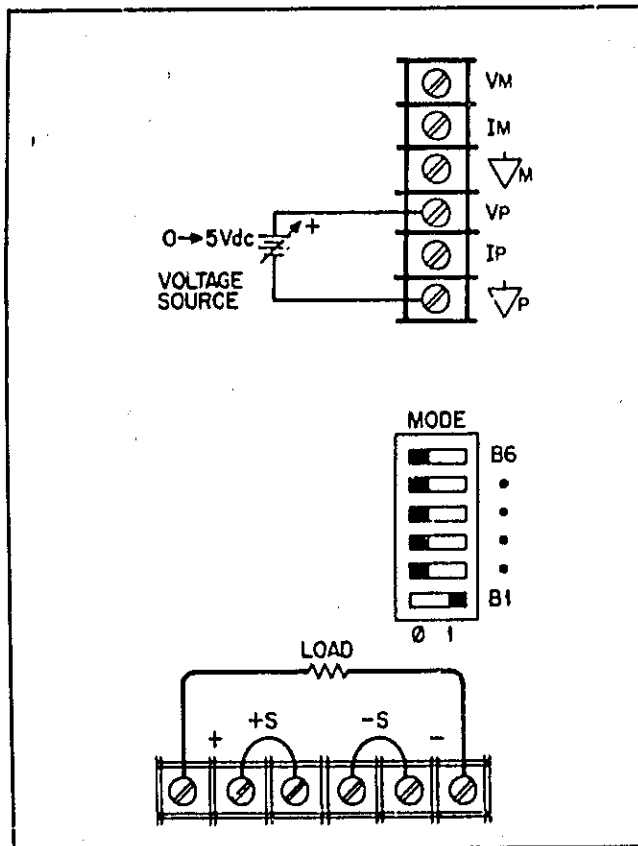 VM
IM
M
VP
0→5Vdc
+
IP
VOLTAGE
SOURCE
P
MODE
B6
B1
0 1
LOAD
+ +S -S -